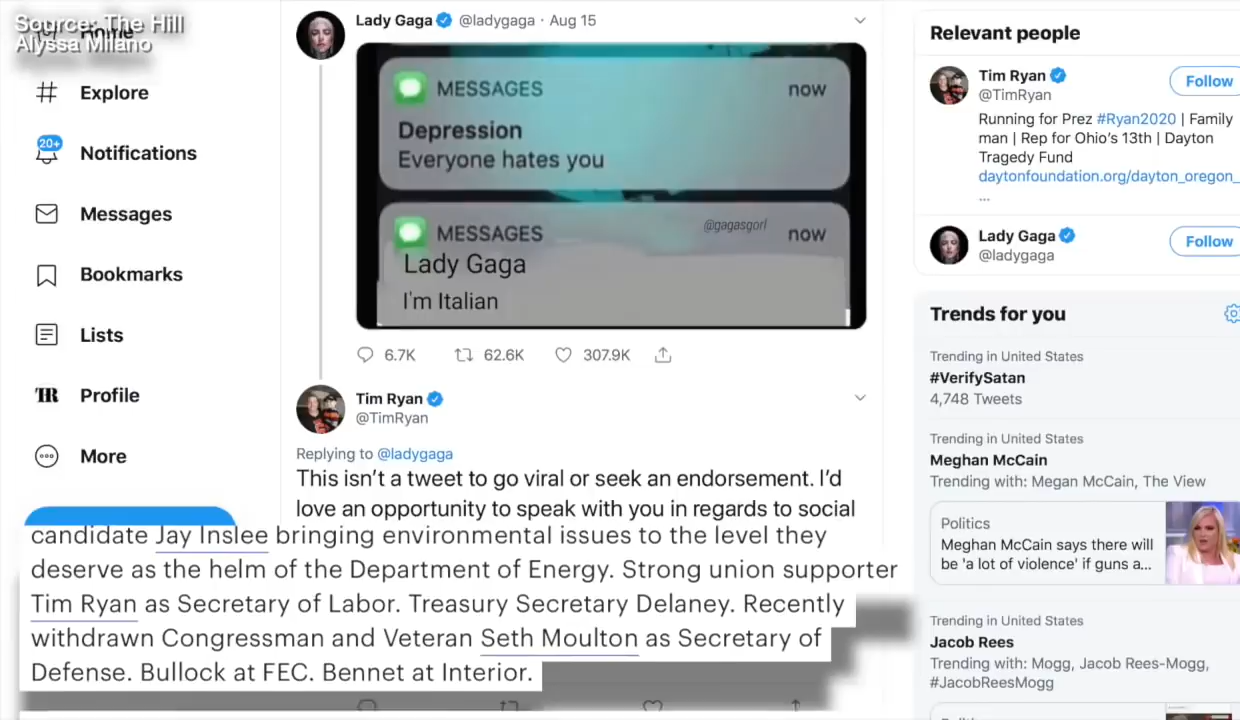 Source: The Hill
Alyssa Milano
Home
Explore
20+
Notifications
Messages
Bookmarks
Lists
TR Profile
More
Lady Gaga @ladygaga · Aug 15
MESSAGES now
Depression
Everyone hates you
MESSAGES @gagasgorl now
Lady Gaga
I'm Italian
6.7K 62.6K 307.9K
Tim Ryan
@TimRyan
Replying to @ladygaga
This isn't a tweet to go viral or seek an endorsement. I'd
love an opportunity to speak with you in regards to social
candidate Jay Inslee bringing environmental issues to the level they
deserve as the helm of the Department of Energy. Strong union supporter
Tim Ryan as Secretary of Labor. Treasury Secretary Delaney. Recently
withdrawn Congressman and Veteran Seth Moulton as Secretary of
Defense. Bullock at FEC. Bennet at Interior.
Relevant people
Tim Ryan Follow
@TimRyan
Running for Prez #Ryan2020 | Family
man | Rep for Ohio's 13th | Dayton
Tragedy Fund
daytonfoundation.org/dayton_oregon_
...
Lady Gaga Follow
@ladygaga
Trends for you
Trending in United States
#VerifySatan
4,748 Tweets
Trending in United States
Meghan McCain
Trending with: Megan McCain, The View
Politics
Meghan McCain says there will
be 'a lot of violence' if guns a...
Trending in United States
Jacob Rees
Trending with: Mogg, Jacob Rees-Mogg,
#JacobReesMogg